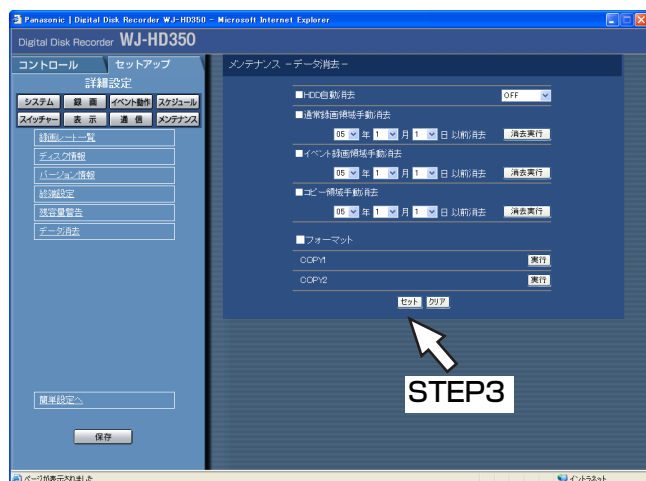 Panasonic | Digital Disk Recorder WJ-HD350 - Microsoft Internet Explorer
Digital Disk Recorder WJ-HD350
コントロール セットアップ
詳細設定
システム 録画 イベント動作 スケジュール
スイッチャー 表示 通信 メンテナンス
録画レート一覧
ディスク情報
バージョン情報
終端設定
残容量警告
データ消去
簡単設定へ
保存
メンテナンス －データ消去－
■HDD自動消去 OFF
■通常録画領域手動消去
05 年 1 月 1 日 以前消去 消去実行
■イベント録画領域手動消去
05 年 1 月 1 日 以前消去 消去実行
■コピー領域手動消去
05 年 1 月 1 日 以前消去 消去実行
■フォーマット
COPY1 実行
COPY2 実行
セット クリア
STEP3
ページが表示されました イントラネット